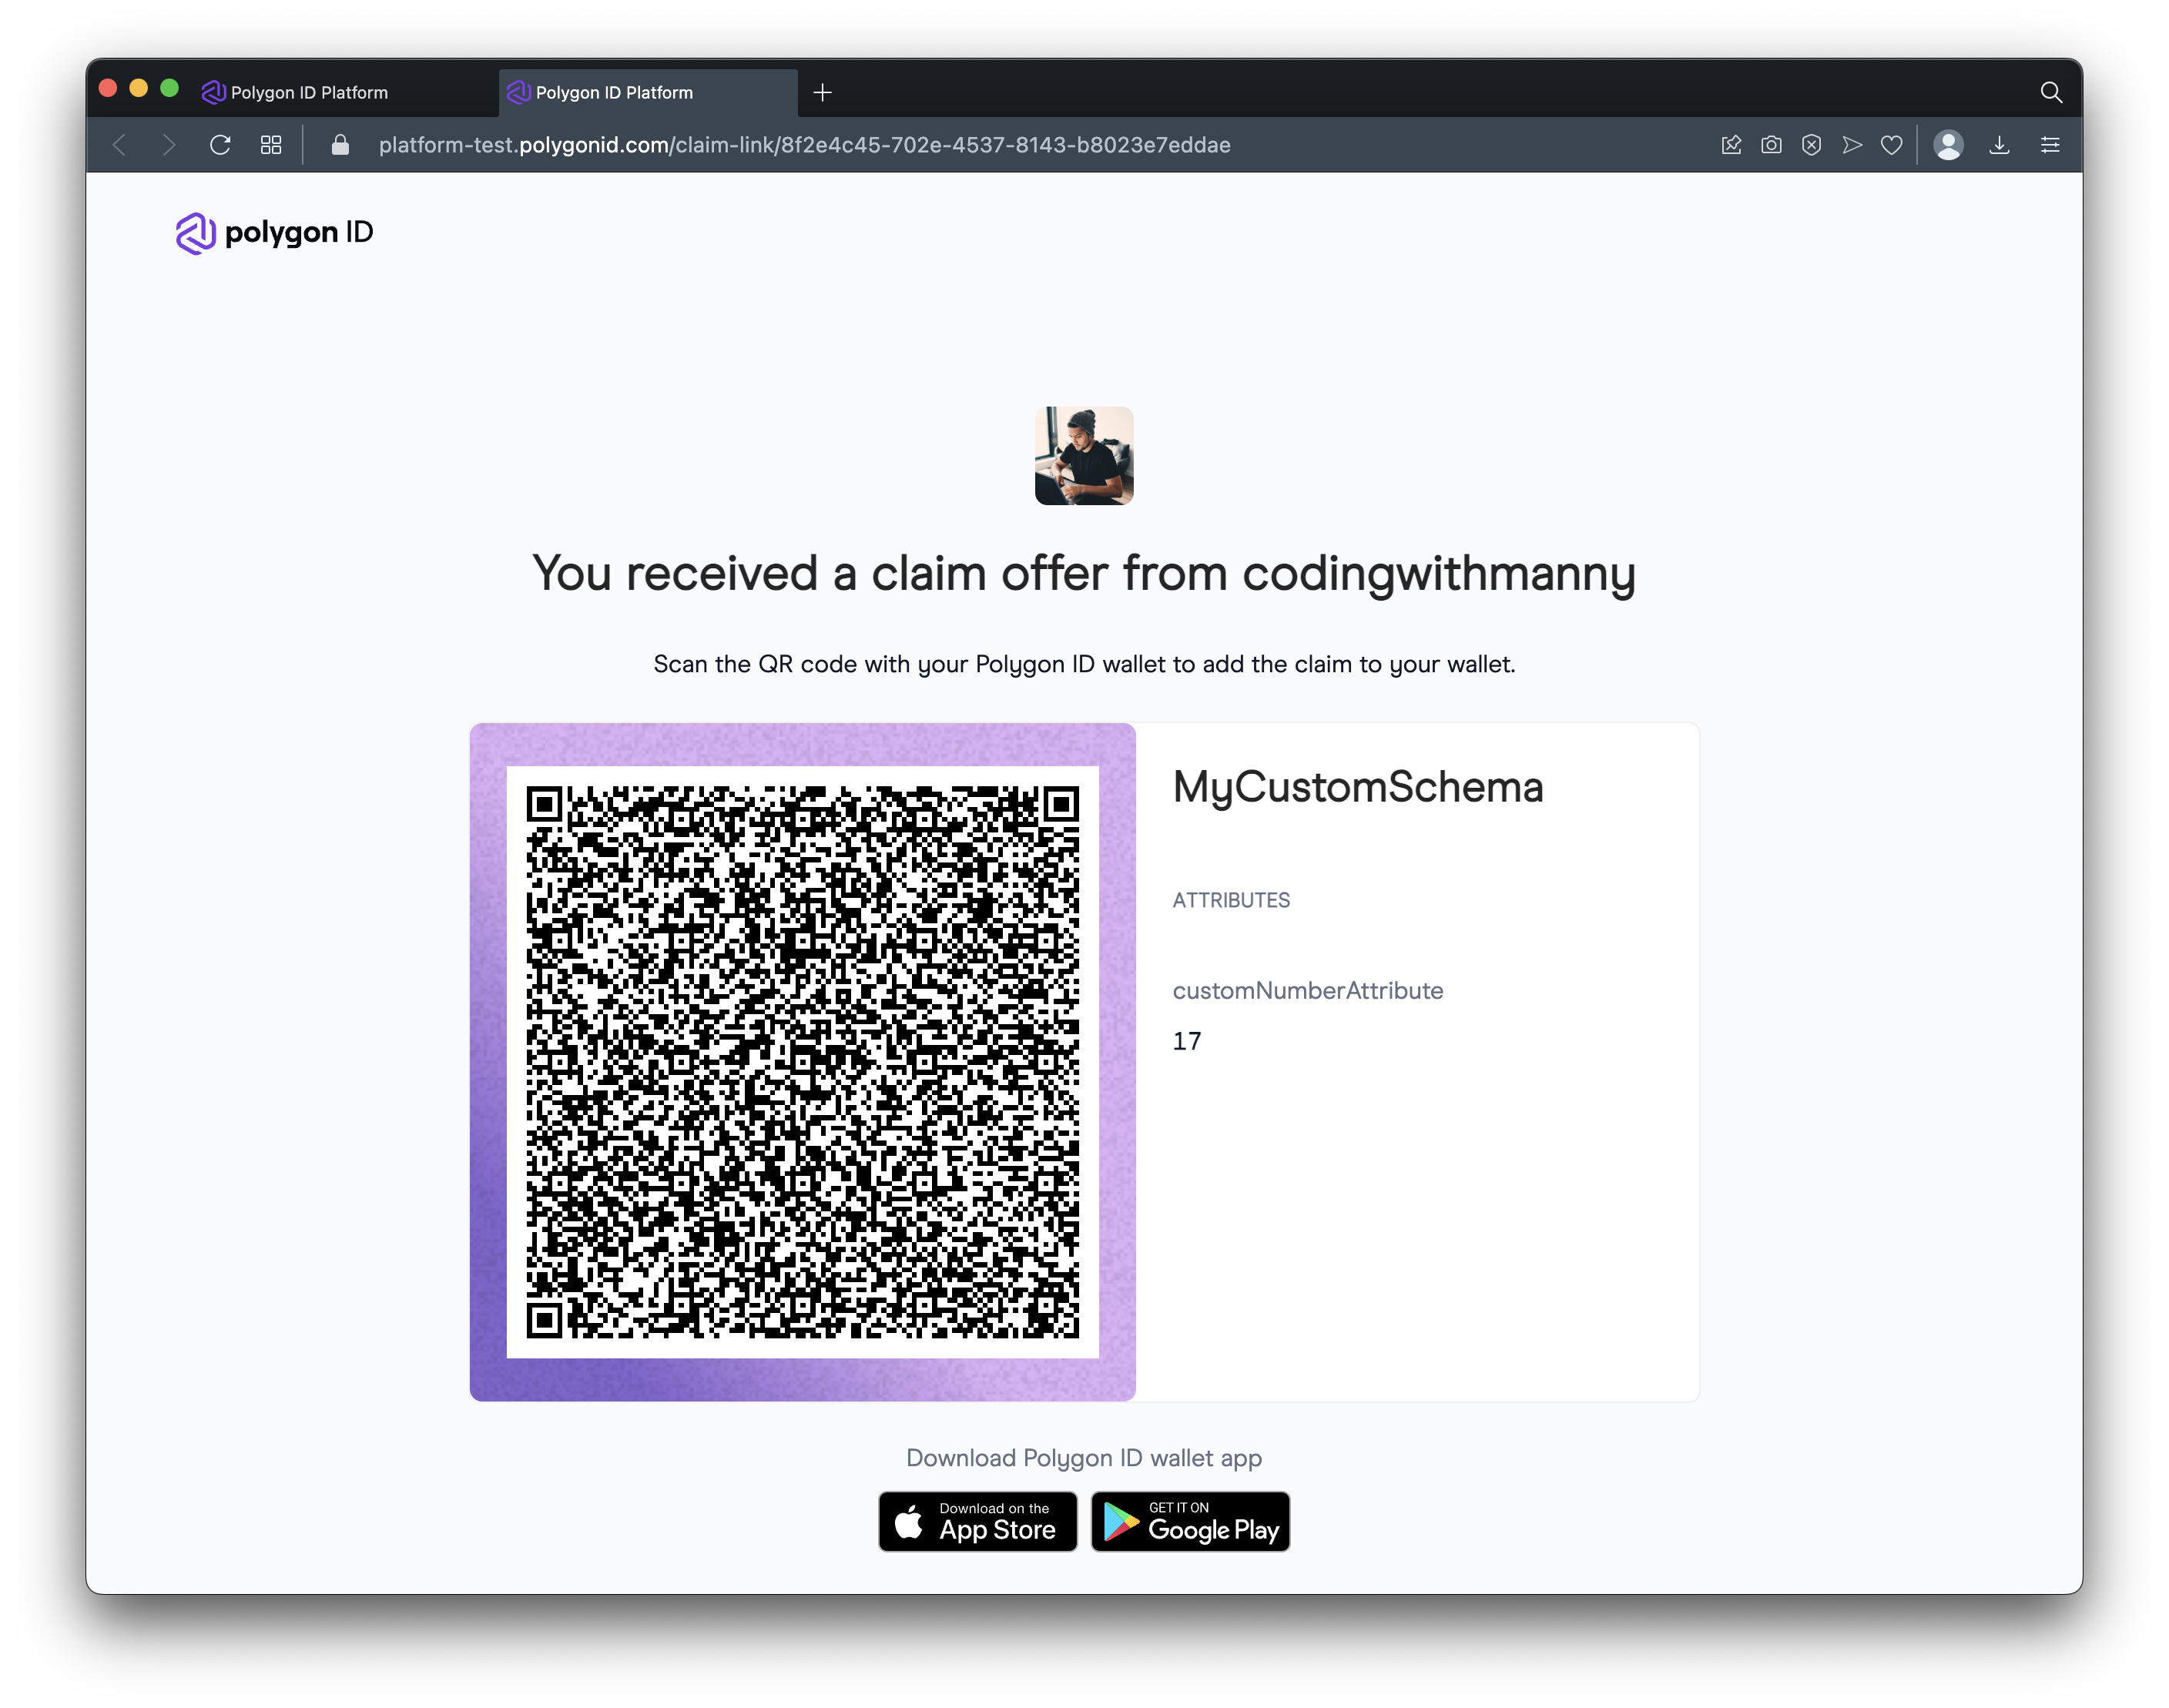 Polygon ID Platform
Polygon ID Platform
platform-test.polygonid.com/claim-link/8f2e4c45-702e-4537-8143-b8023e7eddae
polygon ID
You received a claim offer from codingwithmanny
Scan the QR code with your Polygon ID wallet to add the claim to your wallet.
MyCustomSchema
ATTRIBUTES
customNumberAttribute
17
Download Polygon ID wallet app
Download on the
App Store
GET IT ON
Google Play